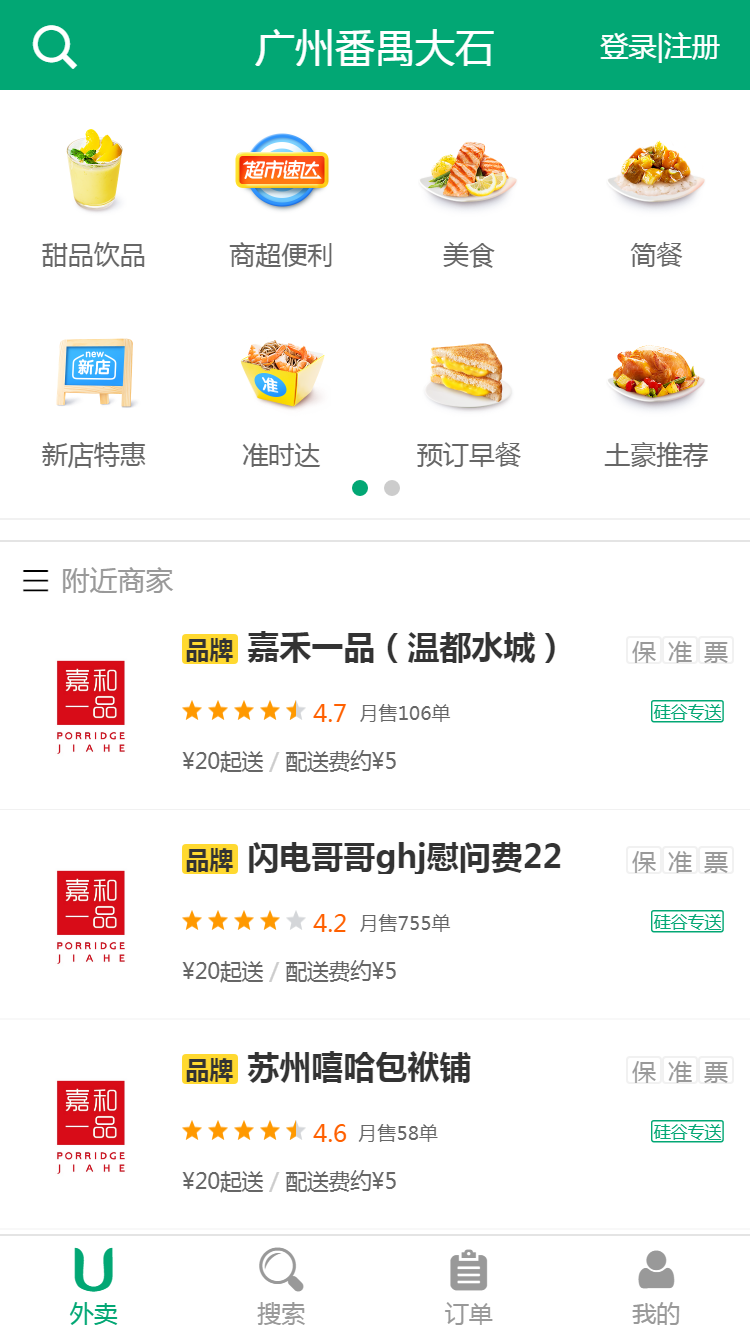 广州番禺大石 登录|注册
超市速达
甜品饮品 商超便利 美食 简餐
new
新店
准
新店特惠 准时达 预订早餐 土豪推荐
附近商家
品牌 嘉禾一品（温都水城） 保 准 票
嘉和
一品
PORRIDGE
JIAHE
4.7 月售106单 硅谷专送
¥20起送 / 配送费约¥5
品牌 闪电哥哥ghj慰问费22 保 准 票
嘉和
一品
PORRIDGE
JIAHE
4.2 月售755单 硅谷专送
¥20起送 / 配送费约¥5
品牌 苏州嘻哈包袱铺 保 准 票
嘉和
一品
PORRIDGE
JIAHE
4.6 月售58单 硅谷专送
¥20起送 / 配送费约¥5
外卖 搜索 订单 我的